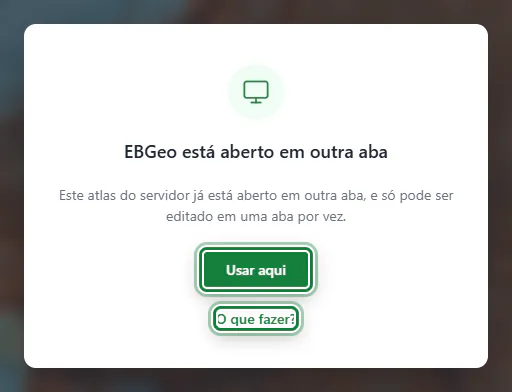 EBGeo está aberto em outra aba
Este atlas do servidor já está aberto em outra aba, e só pode ser
editado em uma aba por vez.
Usar aqui
O que fazer?